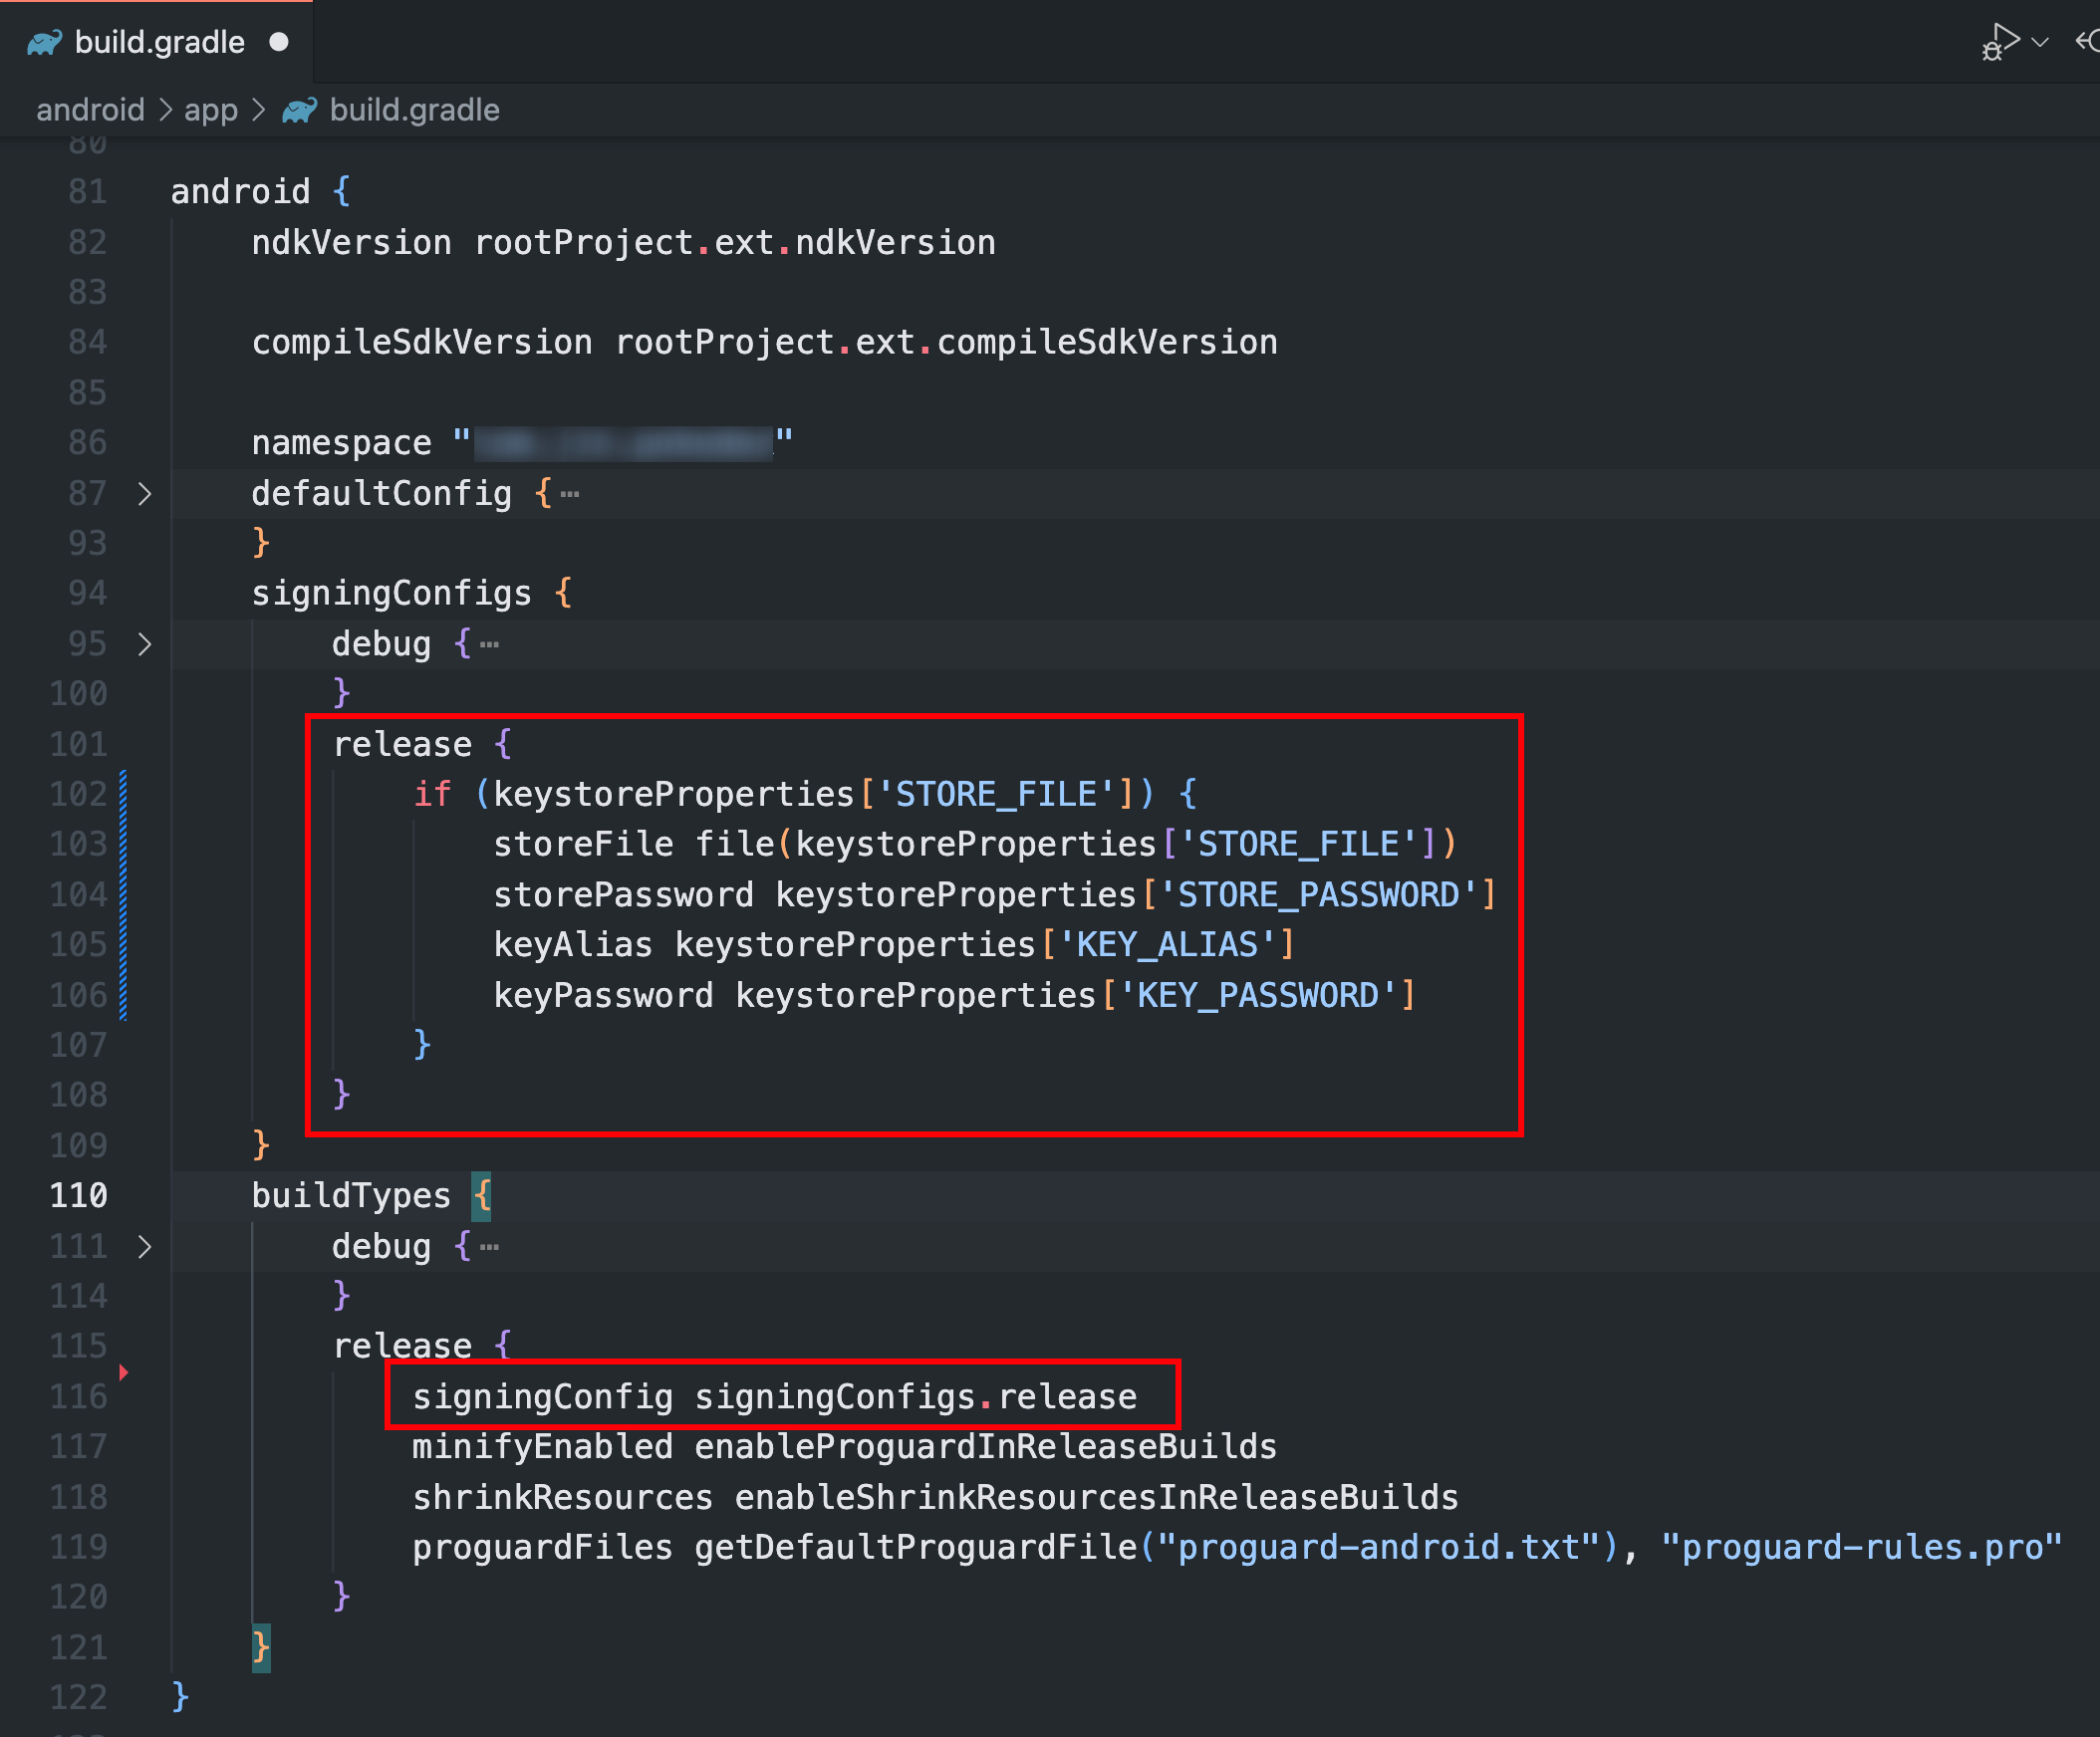 build.gradle
android > app > build.gradle
80
81 android {
82 ndkVersion rootProject.ext.ndkVersion
83
84 compileSdkVersion rootProject.ext.compileSdkVersion
85
86 namespace ""
87 defaultConfig {…
93 }
94 signingConfigs {
95 debug {…
100 }
101 release {
102 if (keystoreProperties['STORE_FILE']) {
103 storeFile file(keystoreProperties['STORE_FILE'])
104 storePassword keystoreProperties['STORE_PASSWORD']
105 keyAlias keystoreProperties['KEY_ALIAS']
106 keyPassword keystoreProperties['KEY_PASSWORD']
107 }
108 }
109 }
110 buildTypes {
111 debug {…
114 }
115 release {
116 signingConfig signingConfigs.release
117 minifyEnabled enableProguardInReleaseBuilds
118 shrinkResources enableShrinkResourcesInReleaseBuilds
119 proguardFiles getDefaultProguardFile("proguard-android.txt"), "proguard-rules.pro"
120 }
121 }
122 }